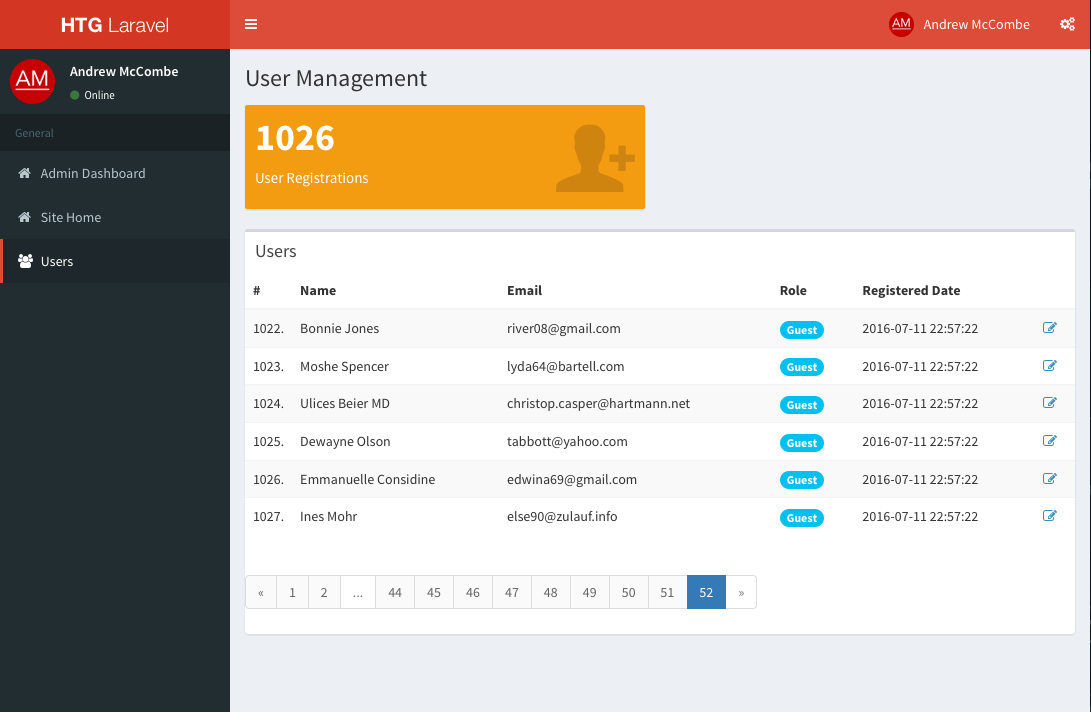 HTG Laravel
AM Andrew McCombe
AM Andrew McCombe
Online
General
Admin Dashboard
Site Home
Users
User Management
1026
User Registrations
Users
# Name Email Role Registered Date
1022. Bonnie Jones river08@gmail.com Guest 2016-07-11 22:57:22
1023. Moshe Spencer lyda64@bartell.com Guest 2016-07-11 22:57:22
1024. Ulices Beier MD christop.casper@hartmann.net Guest 2016-07-11 22:57:22
1025. Dewayne Olson tabbott@yahoo.com Guest 2016-07-11 22:57:22
1026. Emmanuelle Considine edwina69@gmail.com Guest 2016-07-11 22:57:22
1027. Ines Mohr else90@zulauf.info Guest 2016-07-11 22:57:22
« 1 2 ... 44 45 46 47 48 49 50 51 52 »